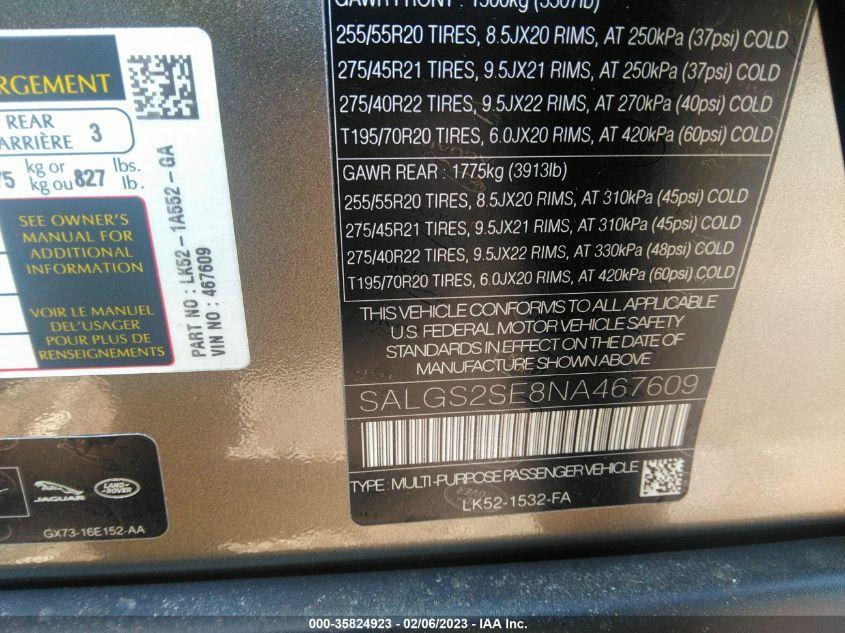 RGEMENT
REAR
ARRIÈRE 3
75 kg or 827 lbs.
kg ou lb.
SEE OWNER'S
MANUAL FOR
ADDITIONAL
INFORMATION
VOIR LE MANUEL
DEL'USAGER
POUR PLUS DE
RENSEIGNEMENTS
PART NO : LK52-1A552-GA
VIN NO : 467609
JAGUAR
LAND-ROVER
GX73-16E152-AA
GAWR FRONT : 1500kg (3307lb)
255/55R20 TIRES, 8.5JX20 RIMS, AT 250kPa (37psi) COLD
275/45R21 TIRES, 9.5JX21 RIMS, AT 250kPa (37psi) COLD
275/40R22 TIRES, 9.5JX22 RIMS, AT 270kPa (40psi) COLD
T195/70R20 TIRES, 6.0JX20 RIMS, AT 420kPa (60psi) COLD
GAWR REAR : 1775kg (3913lb)
255/55R20 TIRES, 8.5JX20 RIMS, AT 310kPa (45psi) COLD
275/45R21 TIRES, 9.5JX21 RIMS, AT 310kPa (45psi) COLD
275/40R22 TIRES, 9.5JX22 RIMS, AT 330kPa (48psi) COLD
T195/70R20 TIRES, 6.0JX20 RIMS, AT 420kPa (60psi) COLD
THIS VEHICLE CONFORMS TO ALL APPLICABLE
U.S. FEDERAL MOTOR VEHICLE SAFETY
STANDARDS IN EFFECT ON THE DATE OF
MANUFACTURE SHOWN ABOVE
SALGS2SE8NA467609
TYPE : MULTI-PURPOSE PASSENGER VEHICLE
LK52-1532-FA
000-35824923 - 02/06/2023 - IAA Inc.